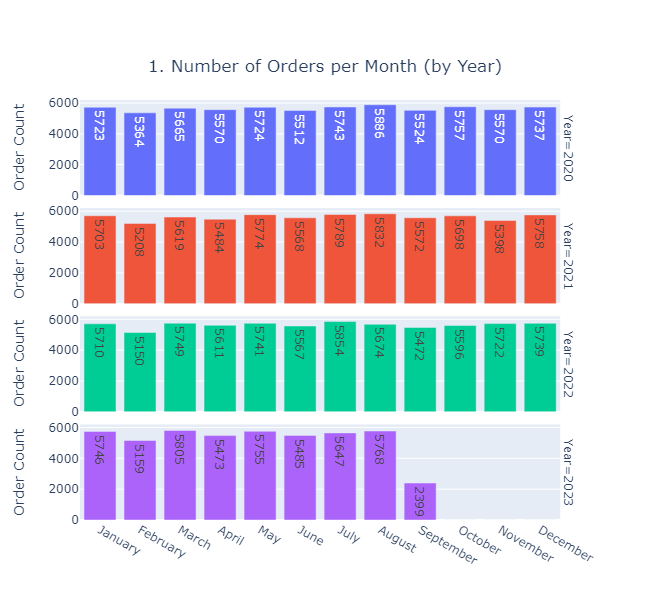 1. Number of Orders per Month (by Year)
Order Count
6000
4000
2000
0
5723
5364
5665
5570
5724
5512
5743
5886
5524
5757
5570
5737
Year=2020
Order Count
6000
4000
2000
0
5703
5208
5619
5484
5774
5568
5789
5832
5572
5698
5398
5758
Year=2021
Order Count
6000
4000
2000
0
5710
5150
5749
5611
5741
5567
5854
5674
5472
5596
5722
5739
Year=2022
Order Count
6000
4000
2000
0
5746
5159
5805
5473
5755
5485
5647
5768
2399
Year=2023
January
February
March
April
May
June
July
August
September
October
November
December